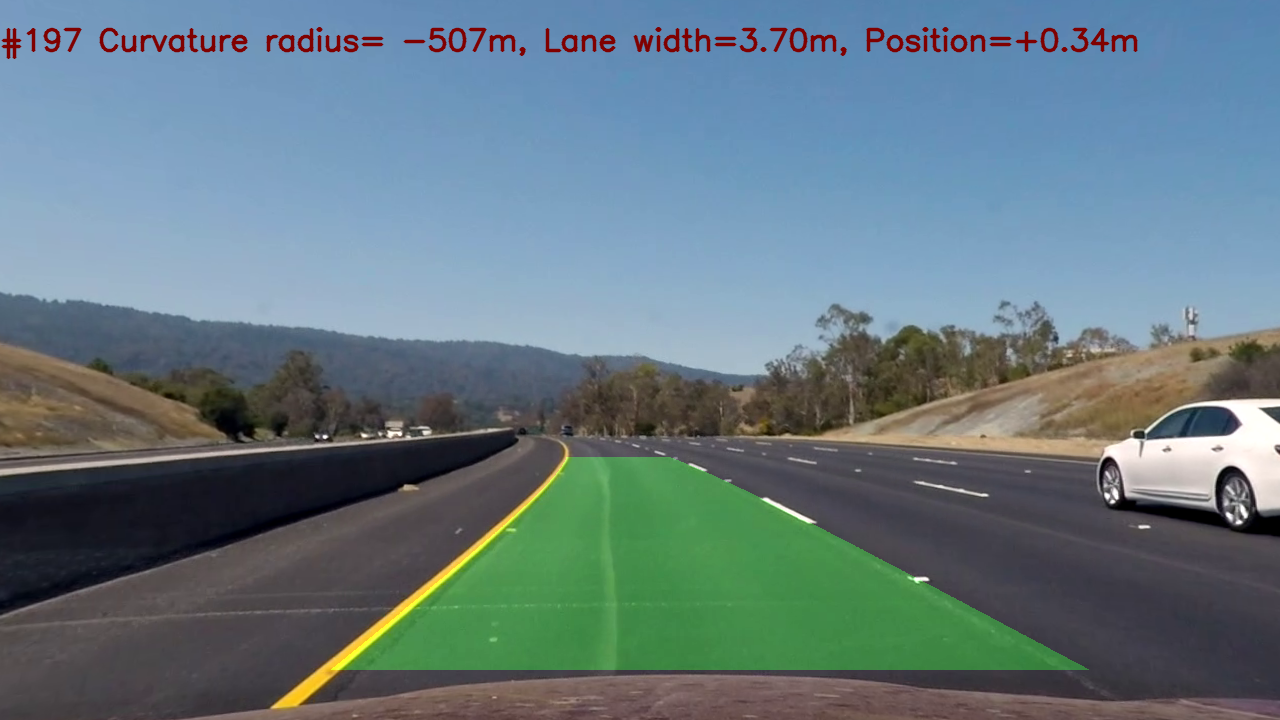 #197 Curvature radius= -507m, Lane width=3.70m, Position=+0.34m